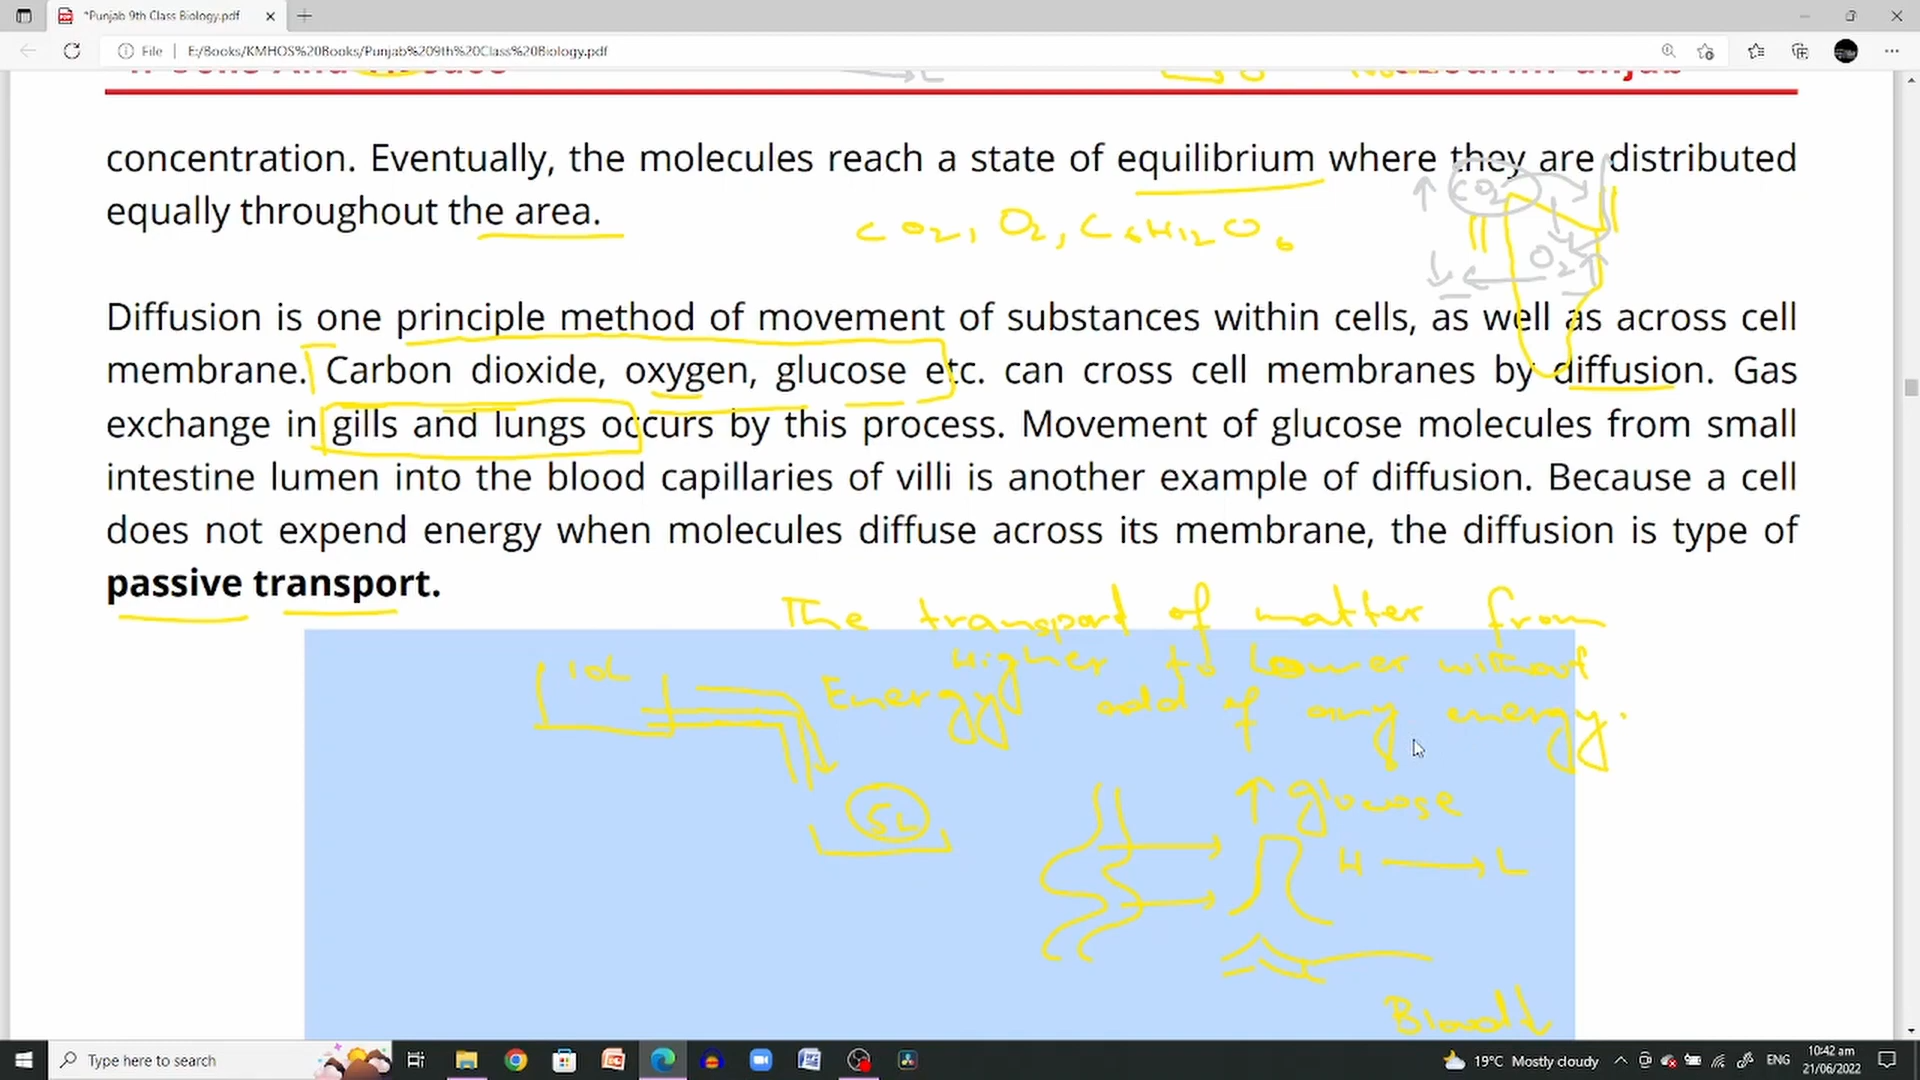 *Punjab 9th Class Biology.pdf
File | E:/Books/KMHOS%20Books/Punjab%209th%20Class%20Biology.pdf
concentration. Eventually, the molecules reach a state of equilibrium where they are distributed
equally throughout the area.
CO2, O2, C6H12O6
CO2
O2
Diffusion is one principle method of movement of substances within cells, as well as across cell
membrane. Carbon dioxide, oxygen, glucose etc. can cross cell membranes by diffusion. Gas
exchange in gills and lungs occurs by this process. Movement of glucose molecules from small
intestine lumen into the blood capillaries of villi is another example of diffusion. Because a cell
does not expend energy when molecules diffuse across its membrane, the diffusion is type of
passive transport.
The transport of matter from
Higher to Lower without
Energy add of any energy.
10L
5L
glucose
H → L
Type here to search
19°C Mostly cloudy
ENG
10:42 am
21/06/2022